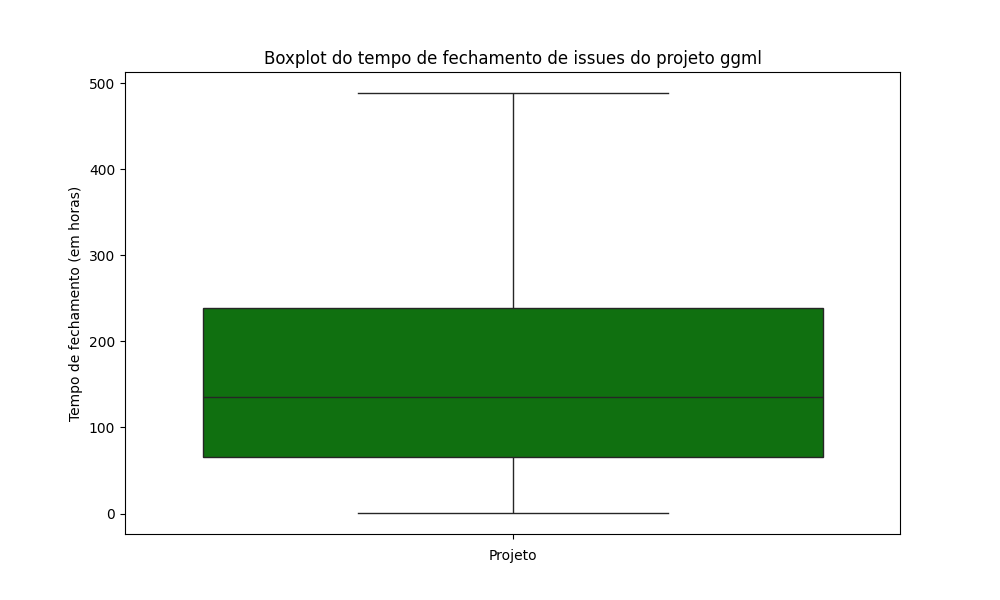 Boxplot do tempo de fechamento de issues do projeto ggml
Tempo de fechamento (em horas)
500
400
300
200
100
0
Projeto